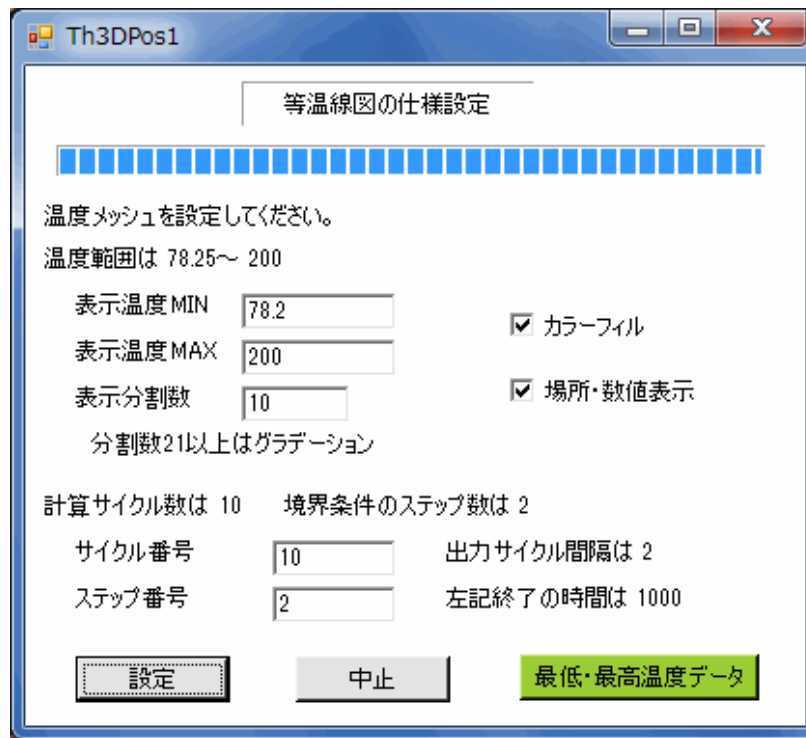 Th3DPos1
等温線図の仕様設定
温度メッシュを設定してください。
温度範囲は 78.25～ 200
表示温度MIN 78.2
カラーフィル
表示温度MAX 200
表示分割数 10
場所・数値表示
分割数21以上はグラデーション
計算サイクル数は 10 境界条件のステップ数は 2
サイクル番号 10 出力サイクル間隔は 2
ステップ番号 2 左記終了の時間は 1000
設定 中止 最低・最高温度データ